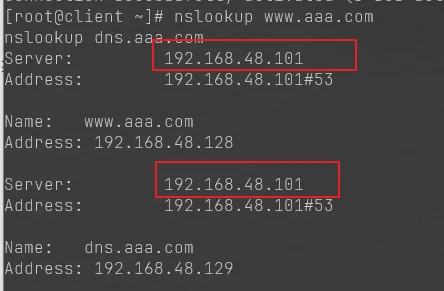 [root@client ~]# nslookup www.aaa.com
nslookup dns.aaa.com
Server: 192.168.48.101
Address: 192.168.48.101#53
Name: www.aaa.com
Address: 192.168.48.128
Server: 192.168.48.101
Address: 192.168.48.101#53
Name: dns.aaa.com
Address: 192.168.48.129